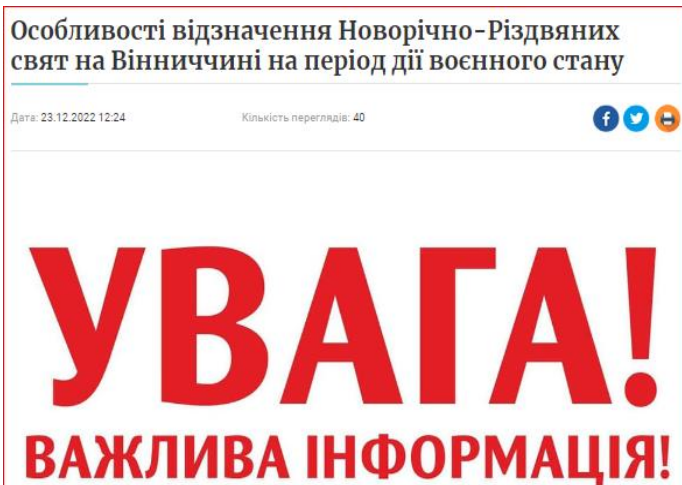 Особливості відзначення Новорічно-Різдвяних
свят на Вінниччині на період дії воєнного стану
Дата: 23.12.2022 12:24 Кількість переглядів: 40
УВАГА!
ВАЖЛИВА ІНФОРМАЦІЯ!